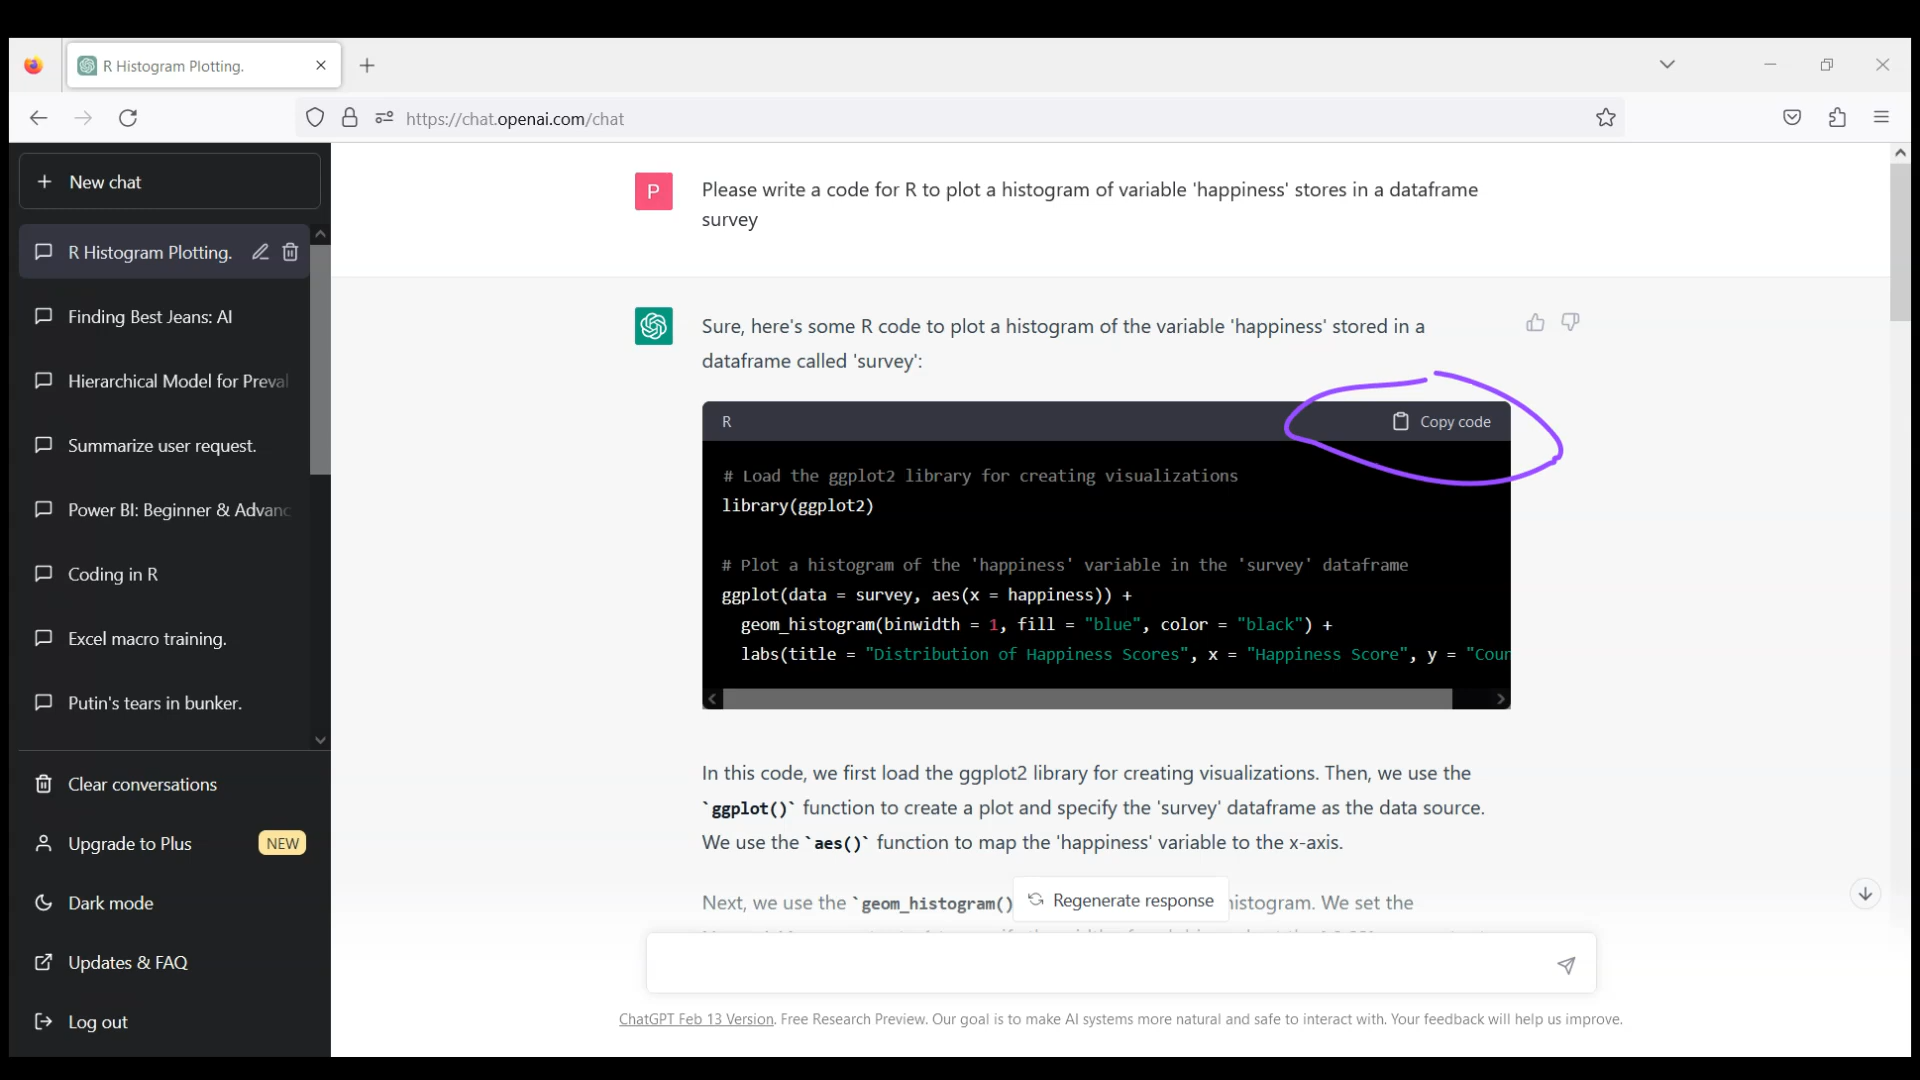 R Histogram Plotting.
https://chat.openai.com/chat
New chat
R Histogram Plotting.
Finding Best Jeans: AI
Hierarchical Model for Preval
Summarize user request.
Power BI: Beginner & Advanc
Coding in R
Excel macro training.
Putin's tears in bunker.
Clear conversations
Upgrade to Plus NEW
Dark mode
Updates & FAQ
Log out
P
Please write a code for R to plot a histogram of variable 'happiness' stores in a dataframe
survey
Sure, here's some R code to plot a histogram of the variable 'happiness' stored in a
dataframe called 'survey':
R Copy code
# Load the ggplot2 library for creating visualizations
library(ggplot2)
# Plot a histogram of the 'happiness' variable in the 'survey' dataframe
ggplot(data = survey, aes(x = happiness)) +
geom_histogram(binwidth = 1, fill = "blue", color = "black") +
labs(title = "Distribution of Happiness Scores", x = "Happiness Score", y = "Coun
In this code, we first load the ggplot2 library for creating visualizations. Then, we use the
`ggplot()` function to create a plot and specify the 'survey' dataframe as the data source.
We use the `aes()` function to map the 'happiness' variable to the x-axis.
Next, we use the `geom_histogram() istogram. We set the
Regenerate response
ChatGPT Feb 13 Version. Free Research Preview. Our goal is to make AI systems more natural and safe to interact with. Your feedback will help us improve.